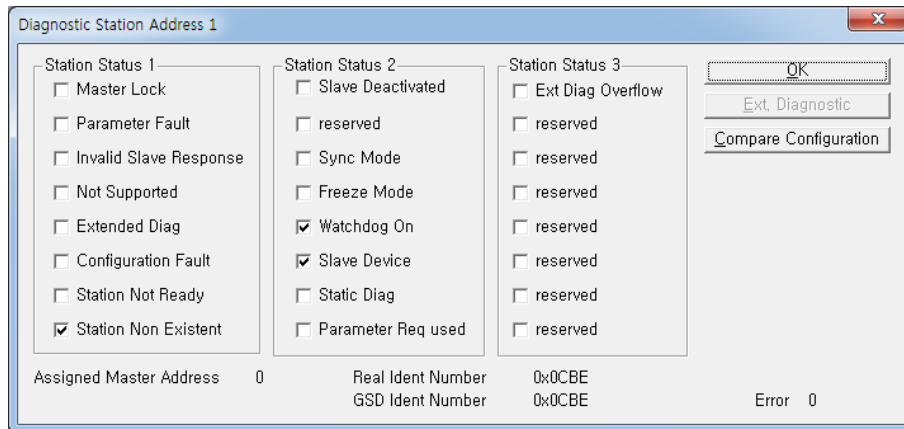 Diagnostic Station Address 1
Station Status 1
Master Lock
Parameter Fault
Invalid Slave Response
Not Supported
Extended Diag
Configuration Fault
Station Not Ready
Station Non Existent
Station Status 2
Slave Deactivated
reserved
Sync Mode
Freeze Mode
Watchdog On
Slave Device
Static Diag
Parameter Req used
Station Status 3
Ext Diag Overflow
reserved
reserved
reserved
reserved
reserved
reserved
reserved
OK
Ext, Diagnostic
Compare Configuration
Assigned Master Address 0
Real Ident Number 0x0CBE
GSD Ident Number 0x0CBE
Error 0